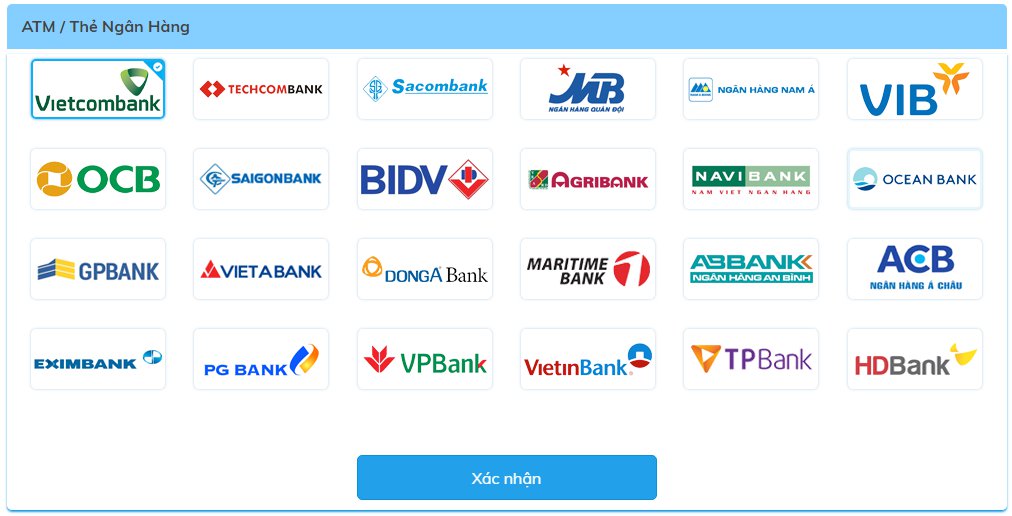 ATM / Thẻ Ngân Hàng
Vietcombank
TECHCOMBANK
Sacombank
MB
NGÂN HÀNG QUÂN ĐỘI
NGÂN HÀNG NAM Á
VIB
OCB
SAIGONBANK
BIDV
AGRIBANK
NAVIBANK
NAM VIET NGAN HANG
OCEAN BANK
GPBANK
VIETABANK
DONGA Bank
MARITIME
BANK
ABBANK
NGÂN HÀNG AN BÌNH
ACB
NGÂN HÀNG Á CHÂU
EXIMBANK
PG BANK
VPBank
VietinBank
TPBank
HDBank
Xác nhận